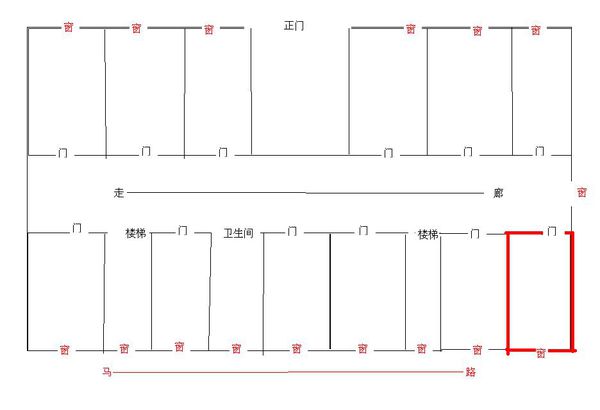 窗 窗 窗 正门 窗 窗 窗
门 门 门 门 门 门
走 廊 窗
门 楼梯 门 卫生间 门 门 楼梯 门 门
窗 窗 窗 窗 窗 窗 窗 窗 窗
马 路